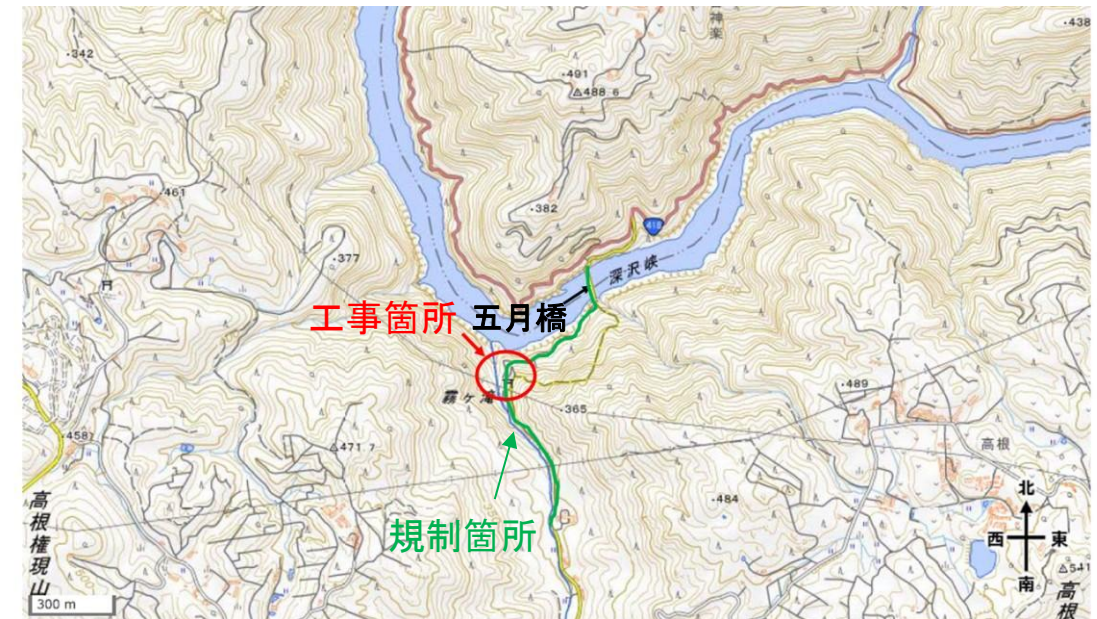 ・342
神楽
・438
・491
△488.6
・461
・382
418
・377
深沢峡
工事箇所
五月橋
霧ヶ滝
・365
・489
・458
△471.7
高根
・484
規制箇所
高根権現山
北
西
東
南
△541
高根
300 m